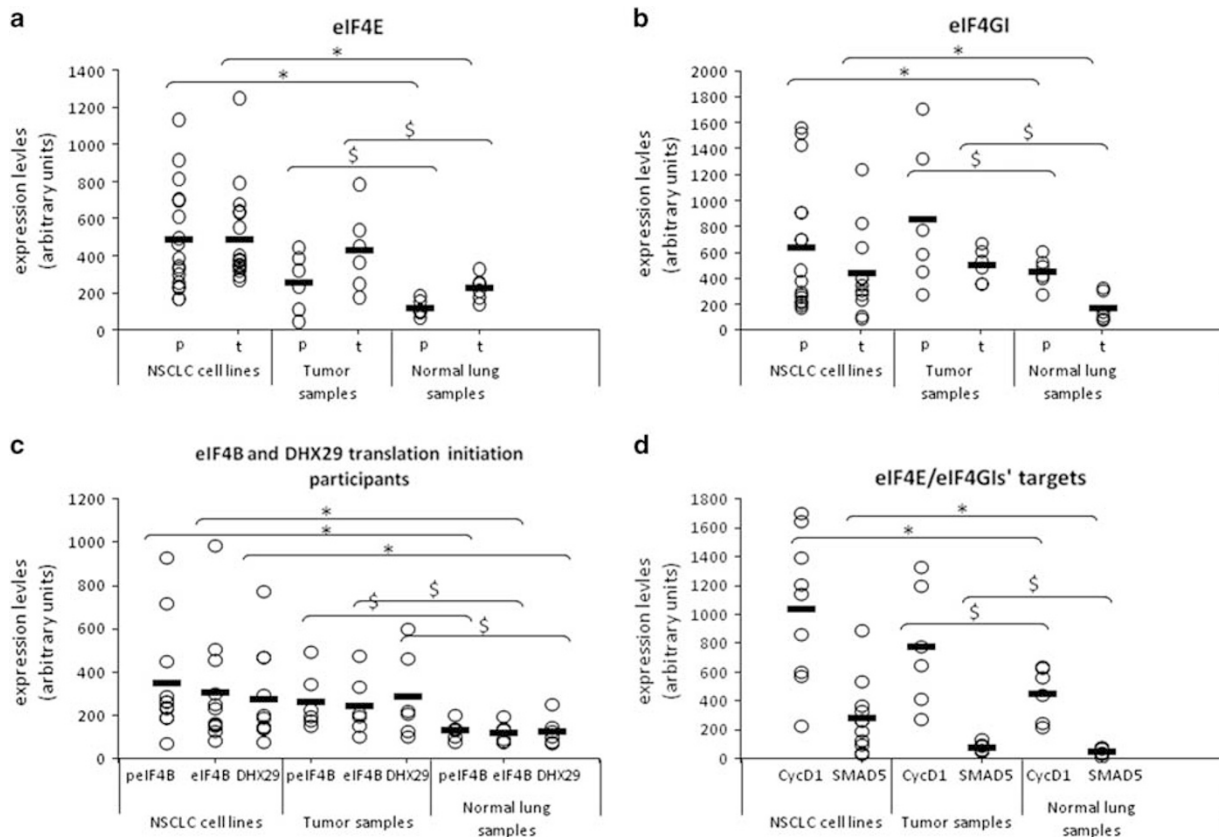 a
eIF4E
* 
*
$
$
expression levles
(arbitrary units)
1400
1200
1000
800
600
400
200
0
p t p t p t
NSCLC cell lines Tumor samples Normal lung samples
b
eIF4GI
*
*
$
$
expression levels
(arbitrary units)
2000
1800
1600
1400
1200
1000
800
600
400
200
0
p t p t p t
NSCLC cell lines Tumor samples Normal lung samples
c
eIF4B and DHX29 translation initiation
participants
*
*
*
$
$
$
expression levles
(arbitrary units)
1200
1000
800
600
400
200
0
peIF4B eIF4B DHX29 peIF4B eIF4B DHX29 peIF4B eIF4B DHX29
NSCLC cell lines Tumor samples Normal lung
samples
d
eIF4E/eIF4GIs' targets
*
*
$
$
expression levles
(arbitrary units)
1800
1600
1400
1200
1000
800
600
400
200
0
CycD1 SMAD5 CycD1 SMAD5 CycD1 SMAD5
NSCLC cell lines Tumor samples Normal lung
samples